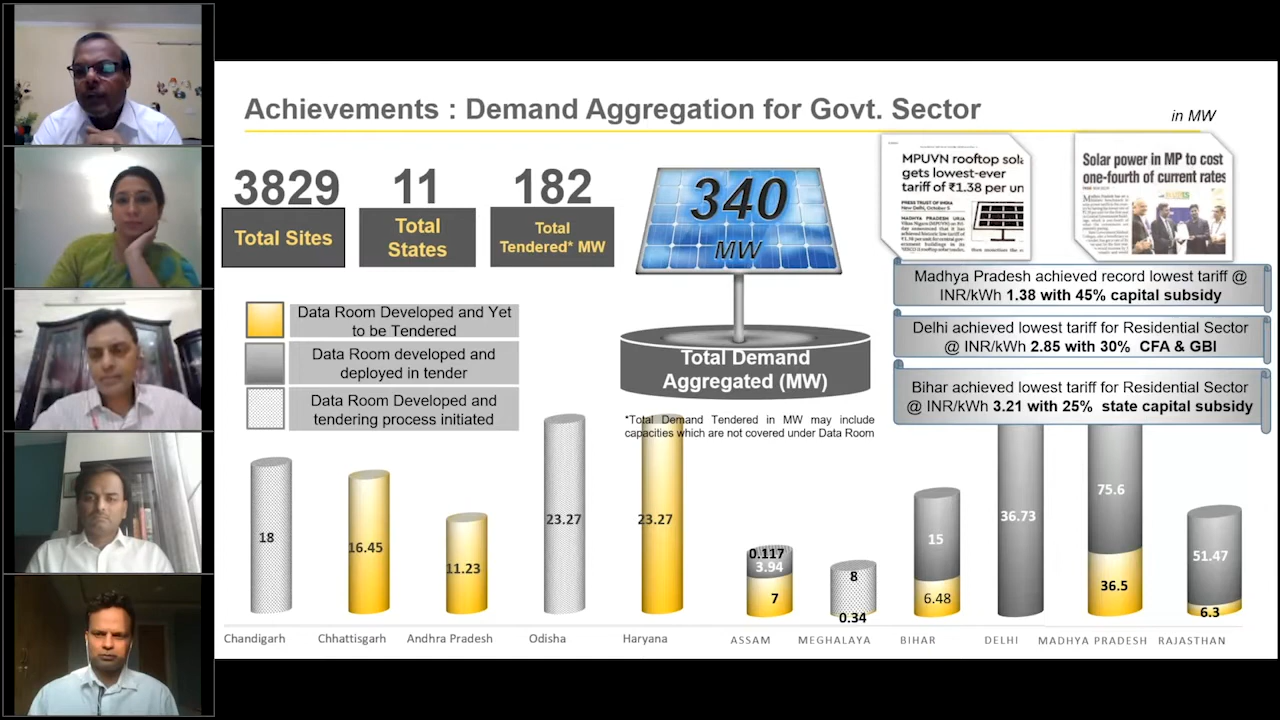 Achievements : Demand Aggregation for Govt. Sector
in MW
3829
Total Sites
11
Total
States
182
Total
Tendered* MW
340
MW
Total Demand
Aggregated (MW)
MPUVN rooftop sola
gets lowest-ever
tariff of ₹1.38 per un
PRESS TRUST OF INDIA
New Delhi, October 5
Solar power in MP to cost
one-fourth of current rates
Madhya Pradesh achieved record lowest tariff @
INR/kWh 1.38 with 45% capital subsidy
Delhi achieved lowest tariff for Residential Sector
@ INR/kWh 2.85 with 30% CFA & GBI
Bihar achieved lowest tariff for Residential Sector
@ INR/kWh 3.21 with 25% state capital subsidy
Data Room Developed and Yet
to be Tendered
Data Room developed and
deployed in tender
Data Room Developed and
tendering process initiated
*Total Demand Tendered in MW may include
capacities which are not covered under Data Room
18
16.45
11.23
23.27
23.27
0.117
3.94
7
8
0.34
15
6.48
36.73
75.6
36.5
51.47
6.3
Chandigarh
Chhattisgarh
Andhra Pradesh
Odisha
Haryana
ASSAM
MEGHALAYA
BIHAR
DELHI
MADHYA PRADESH
RAJASTHAN